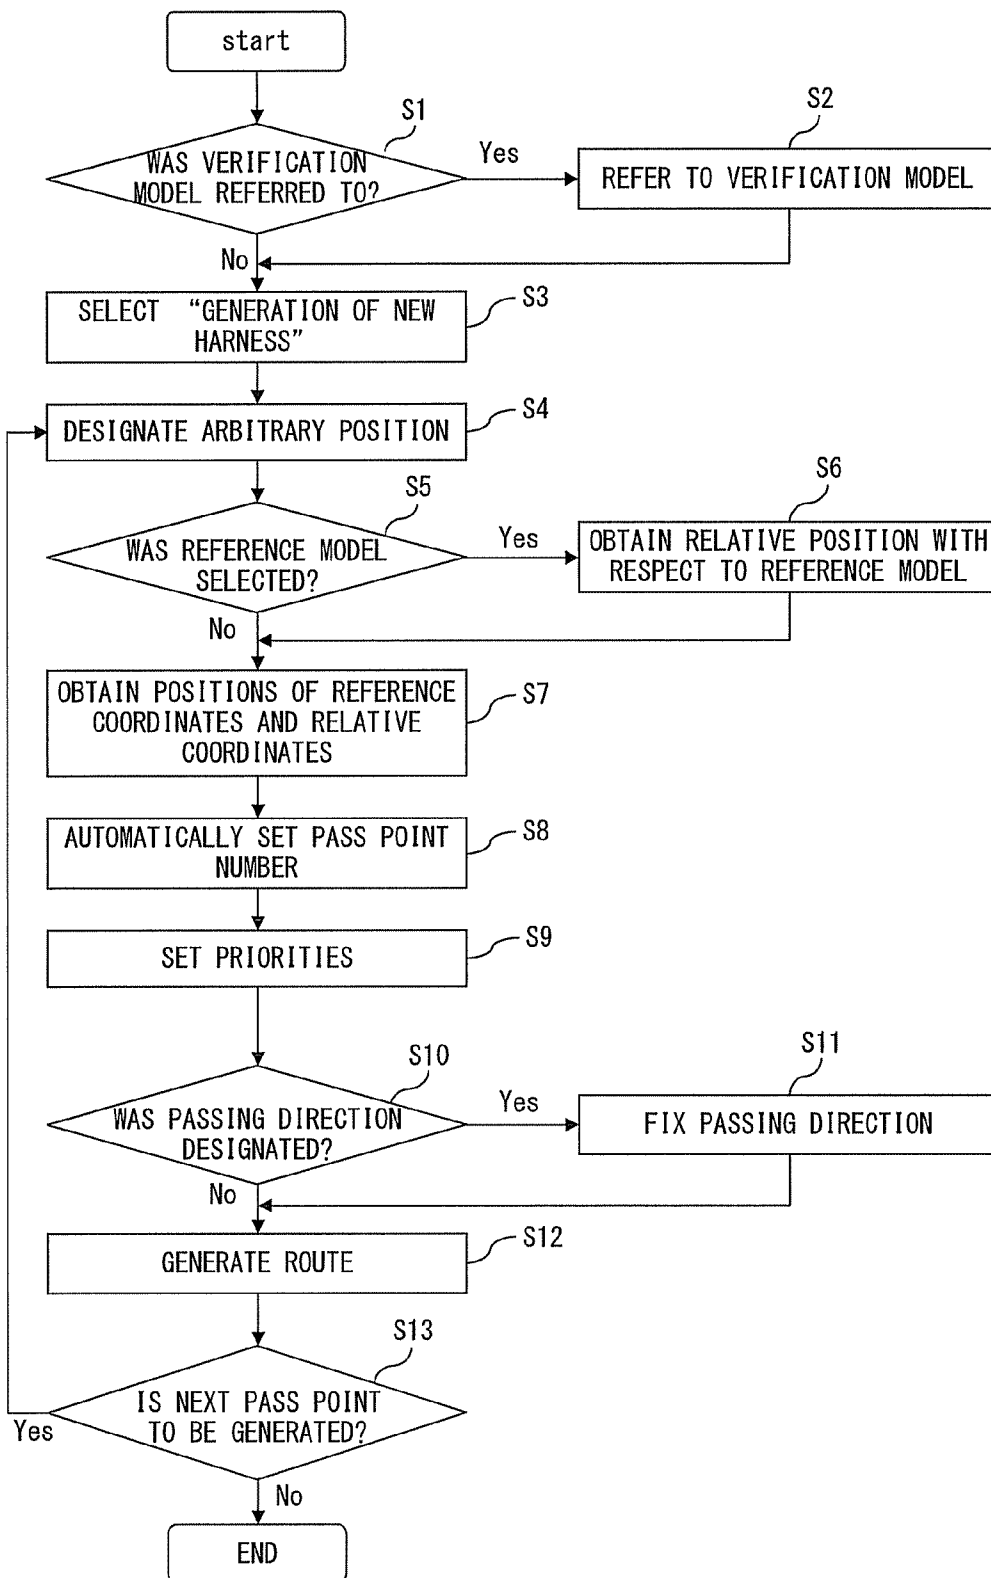 start
S1
WAS VERIFICATION
MODEL REFERRED TO?
Yes
S2
REFER TO VERIFICATION MODEL
No
SELECT "GENERATION OF NEW
HARNESS"
S3
DESIGNATE ARBITRARY POSITION
S4
S5
WAS REFERENCE MODEL
SELECTED?
Yes
S6
OBTAIN RELATIVE POSITION WITH
RESPECT TO REFERENCE MODEL
No
OBTAIN POSITIONS OF REFERENCE
COORDINATES AND RELATIVE
COORDINATES
S7
AUTOMATICALLY SET PASS POINT
NUMBER
S8
SET PRIORITIES
S9
S10
WAS PASSING DIRECTION
DESIGNATED?
Yes
S11
FIX PASSING DIRECTION
No
GENERATE ROUTE
S12
S13
IS NEXT PASS POINT
TO BE GENERATED?
Yes
No
END